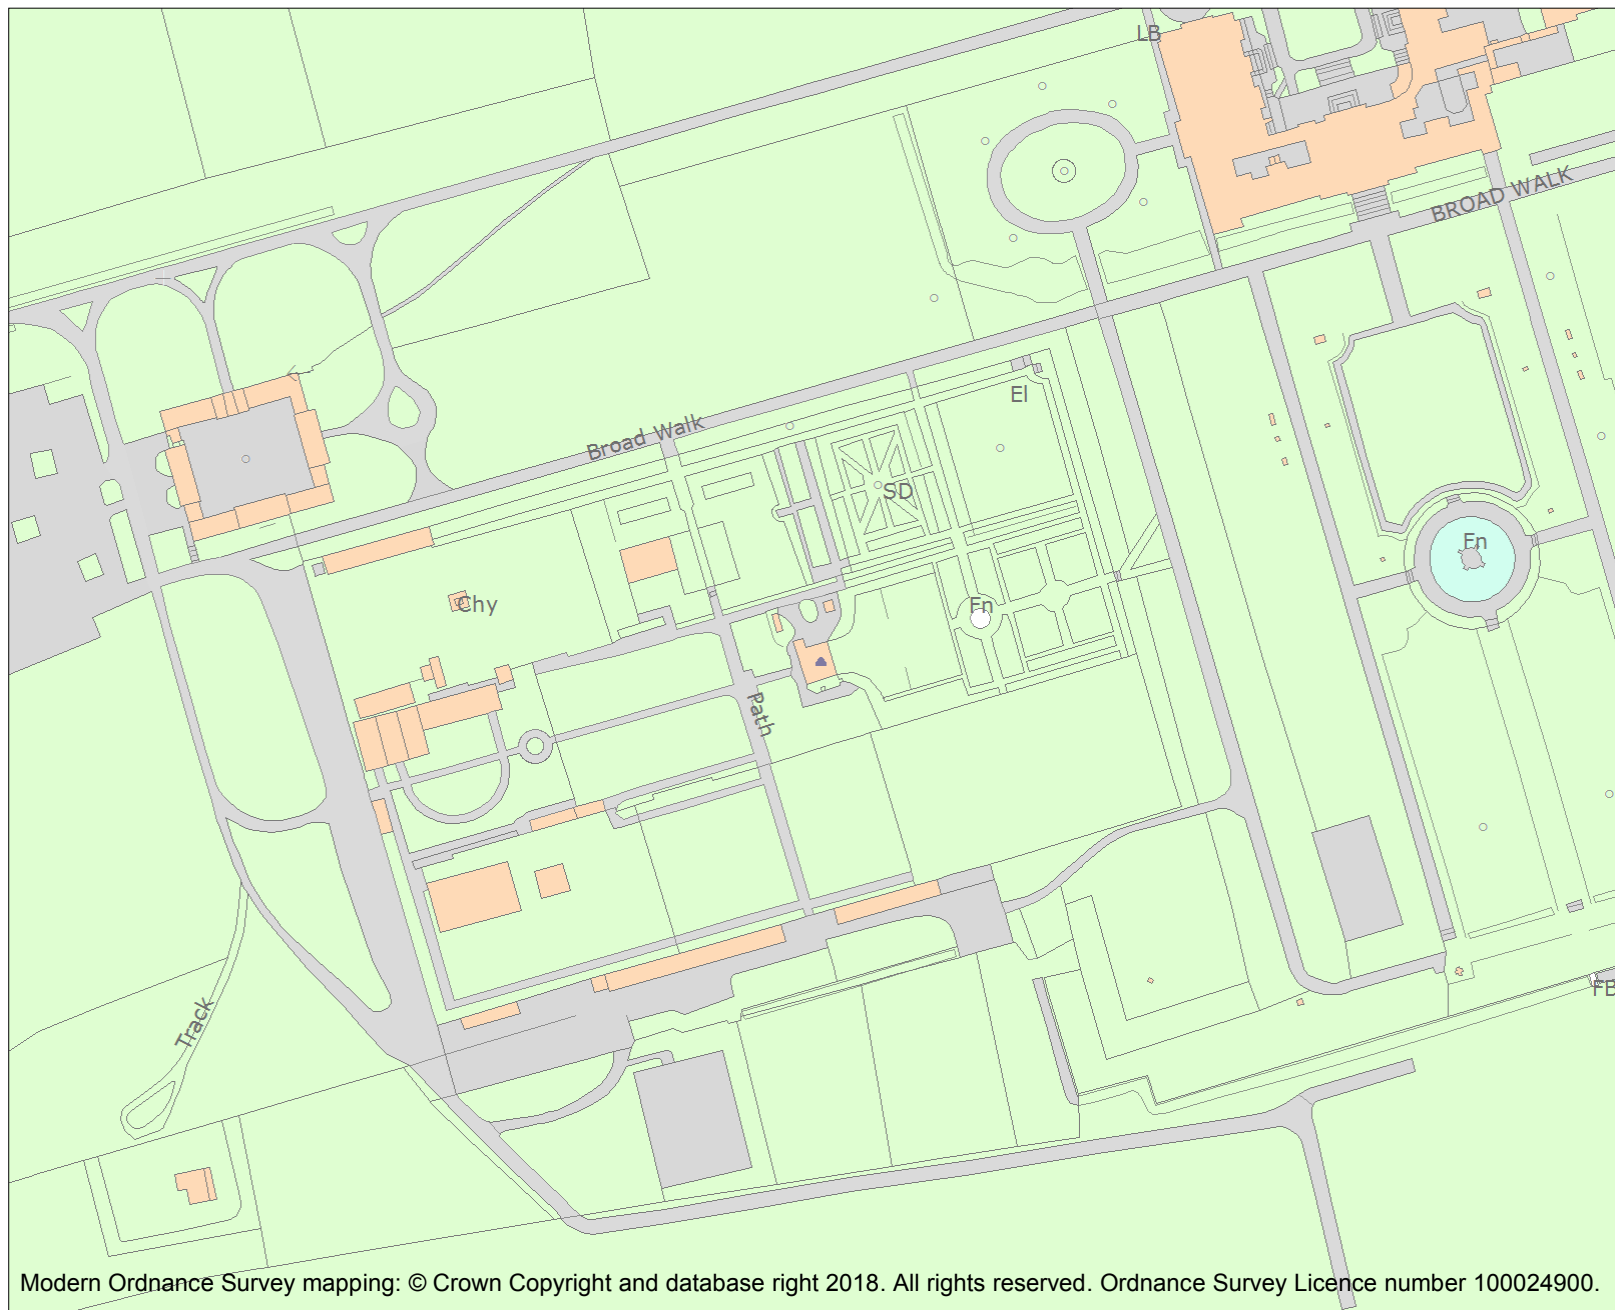 LB
BROAD WALK
El
Broad Walk
SD
Fn
Chy
Fn
Path
Track
FB
Modern Ordnance Survey mapping: © Crown Copyright and database right 2018. All rights reserved. Ordnance Survey Licence number 100024900.